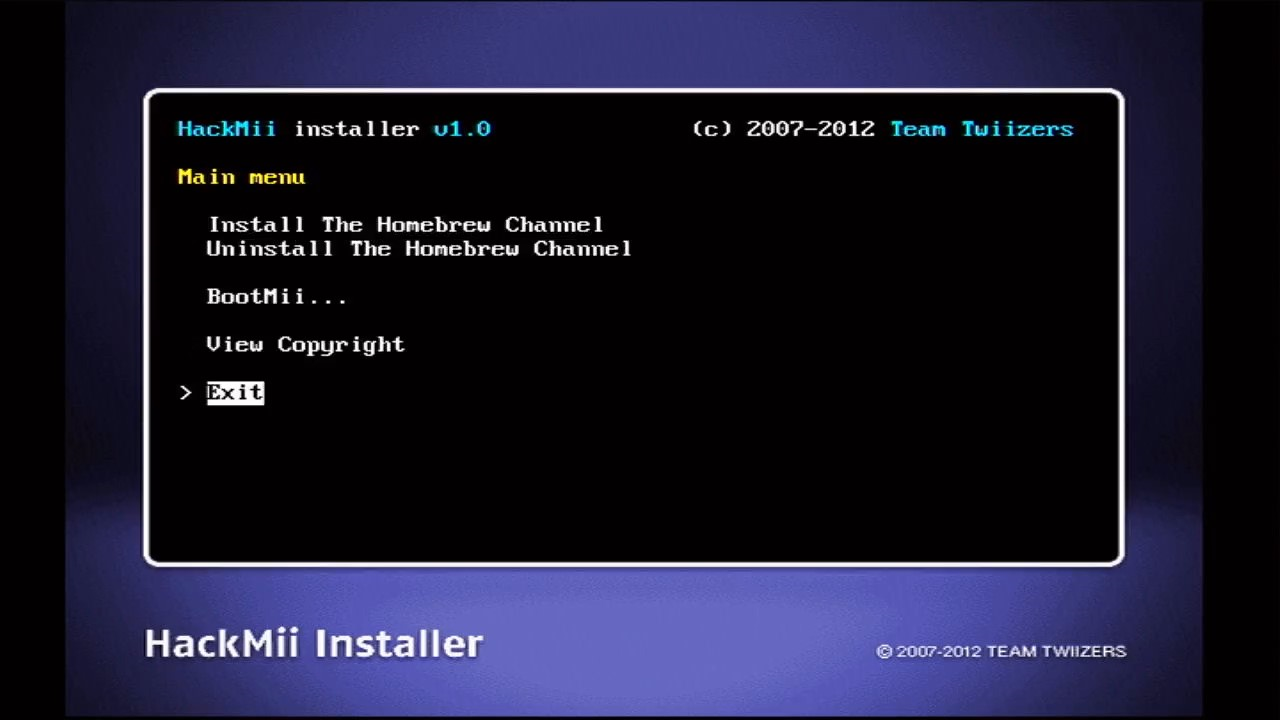 HackMii installer v1.0 (c) 2007-2012 Team Twiizers
Main menu
Install The Homebrew Channel
Uninstall The Homebrew Channel
BootMii...
View Copyright
> Exit
HackMii Installer © 2007-2012 TEAM TWIIZERS